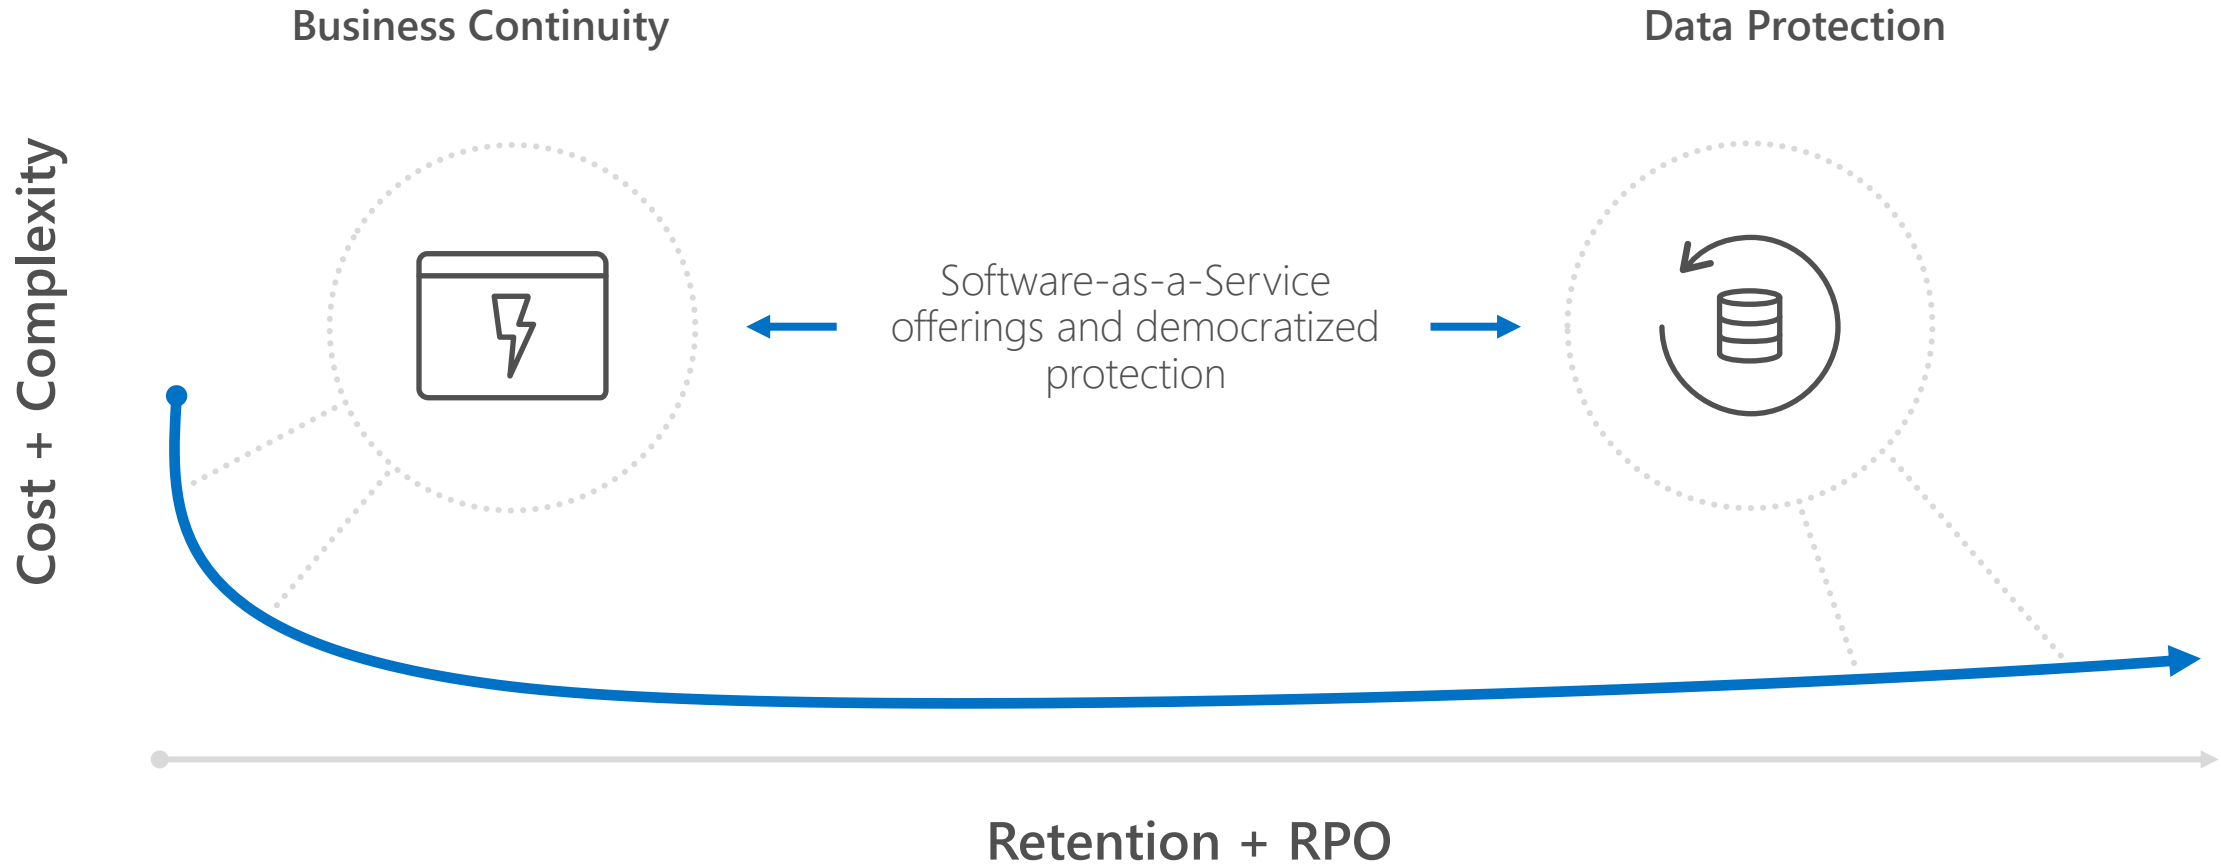 Business Continuity
Data Protection
Cost + Complexity
Software-as-a-Service
offerings and democratized
protection
Retention + RPO